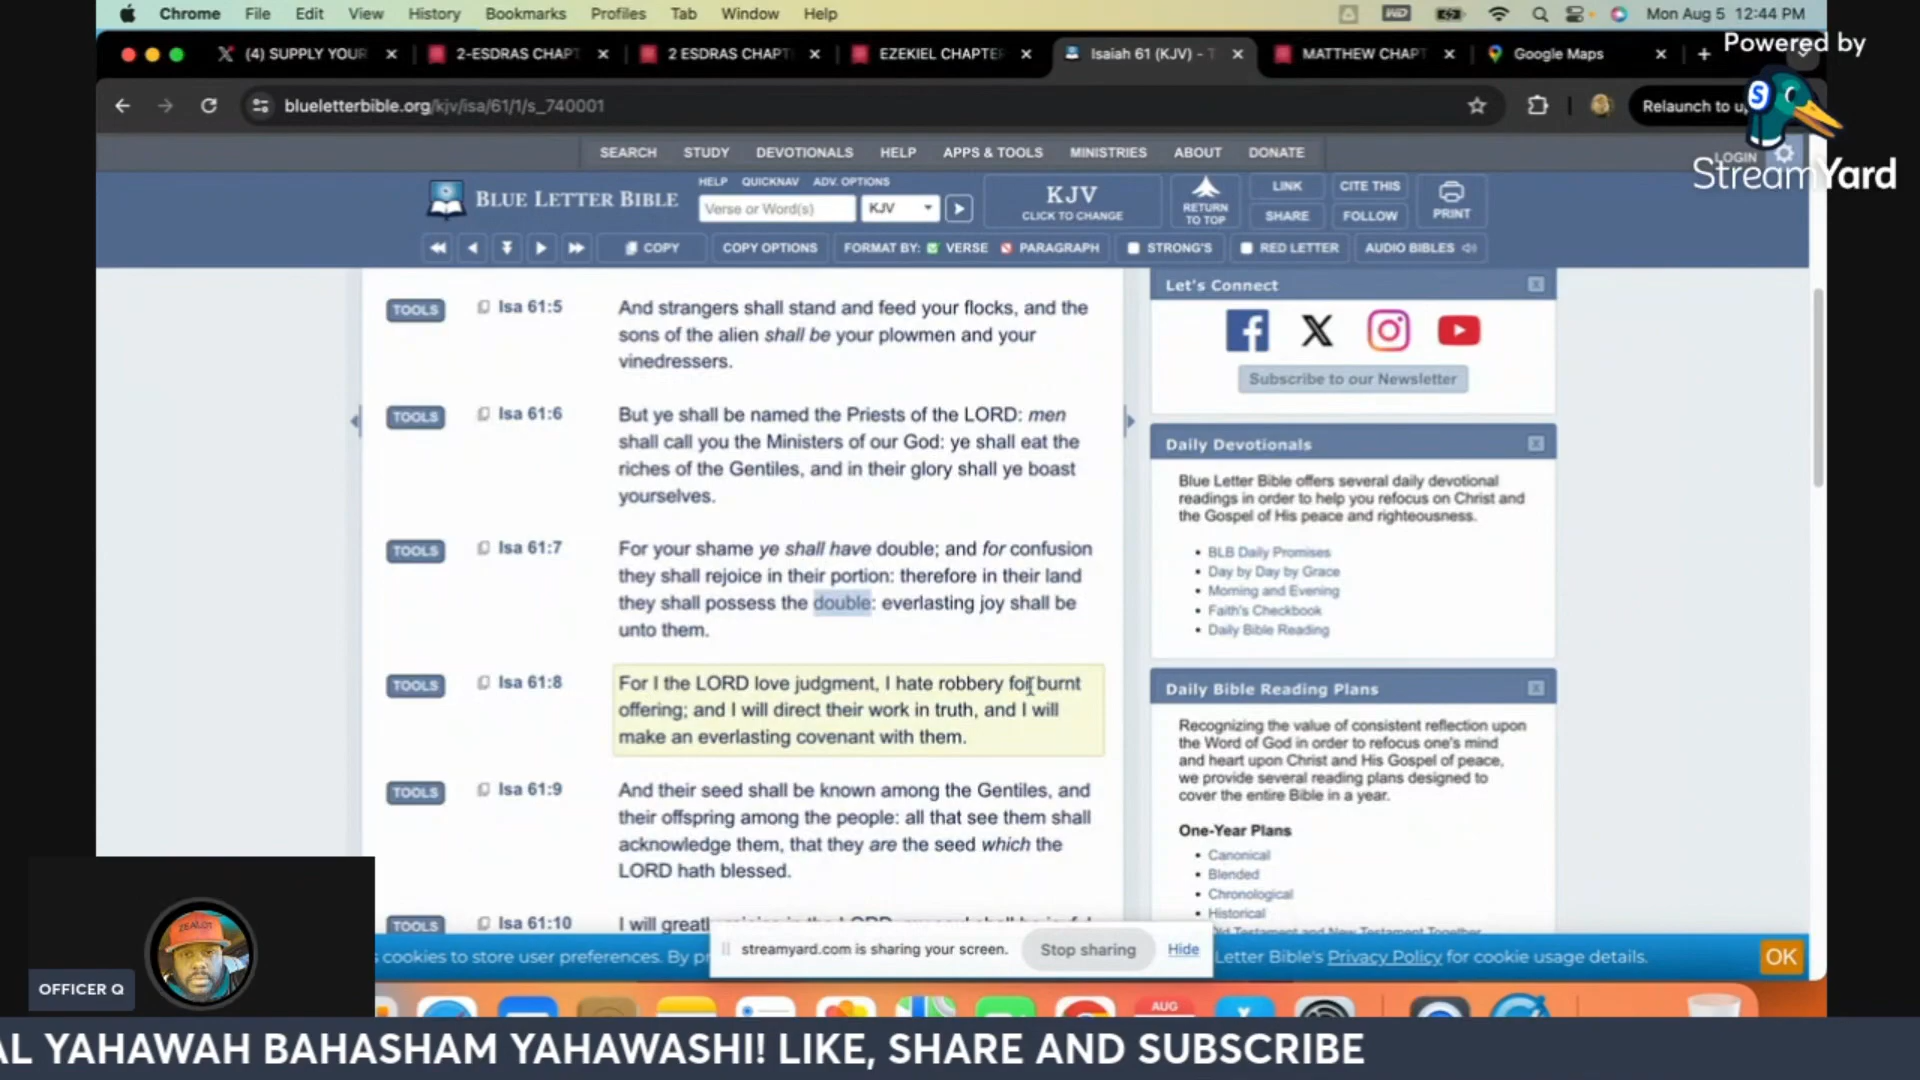 Chrome File Edit View History Bookmarks Profiles Tab Window Help Mon Aug 5 12:44 PM
Powered by
StreamYard
(4) SUPPLY YOUR 2-ESDRAS CHAPT 2 ESDRAS CHAPT EZEKIEL CHAPTER Isaiah 61 (KJV) - MATTHEW CHAPT Google Maps
blueletterbible.org/kjv/isa/61/1/s_740001 Relaunch to u
SEARCH STUDY DEVOTIONALS HELP APPS & TOOLS MINISTRIES ABOUT DONATE LOGIN
BLUE LETTER BIBLE
HELP QUICKNAV ADV. OPTIONS
Verse or Word(s) KJV
KJV
CLICK TO CHANGE
RETURN
TO TOP
LINK CITE THIS
SHARE FOLLOW
PRINT
COPY COPY OPTIONS FORMAT BY: VERSE PARAGRAPH STRONG'S RED LETTER AUDIO BIBLES
TOOLS Isa 61:5 And strangers shall stand and feed your flocks, and the
sons of the alien shall be your plowmen and your
vinedressers.
TOOLS Isa 61:6 But ye shall be named the Priests of the LORD: men
shall call you the Ministers of our God: ye shall eat the
riches of the Gentiles, and in their glory shall ye boast
yourselves.
TOOLS Isa 61:7 For your shame ye shall have double; and for confusion
they shall rejoice in their portion: therefore in their land
they shall possess the double: everlasting joy shall be
unto them.
TOOLS Isa 61:8 For I the LORD love judgment, I hate robbery for burnt
offering; and I will direct their work in truth, and I will
make an everlasting covenant with them.
TOOLS Isa 61:9 And their seed shall be known among the Gentiles, and
their offspring among the people: all that see them shall
acknowledge them, that they are the seed which the
LORD hath blessed.
TOOLS Isa 61:10 I will
Let's Connect
Subscribe to our Newsletter
Daily Devotionals
Blue Letter Bible offers several daily devotional
readings in order to help you refocus on Christ and
the Gospel of His peace and righteousness.
BLB Daily Promises
Day by Day by Grace
Morning and Evening
Faith's Checkbook
Daily Bible Reading
Daily Bible Reading Plans
Recognizing the value of consistent reflection upon
the Word of God in order to refocus one's mind
and heart upon Christ and His Gospel of peace,
we provide several reading plans designed to
cover the entire Bible in a year.
One-Year Plans
Canonical
Blended
Chronological
Historical
Old Testament and New Testament Together
cookies to store user preferences. By
streamyard.com is sharing your screen. Stop sharing Hide
Letter Bible's Privacy Policy for cookie usage details. OK
ZEALOT
OFFICER Q
AUG
AL YAHAWAH BAHASHAM YAHAWASHI! LIKE, SHARE AND SUBSCRIBE